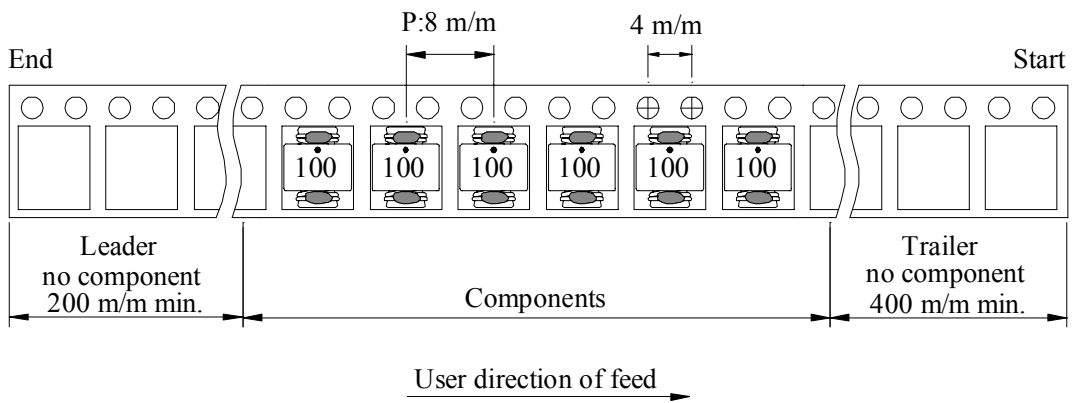 P:8 m/m
4 m/m
End
Start
100
100
100
100
100
100
Leader
no component
200 m/m min.
Components
Trailer
no component
400 m/m min.
User direction of feed